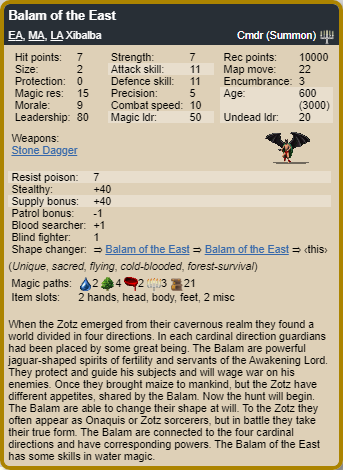 Balam of the East
EA, MA, LA Xibalba Cmdr (Summon)
Hit points: 7 Strength: 7 Rec points: 10000
Size: 2 Attack skill: 11 Map move: 22
Protection: 0 Defence skill: 11 Encumbrance: 3
Magic res: 15 Precision: 5 Age: 600
Morale: 9 Combat speed: 10 (3000)
Leadership: 80 Magic ldr: 50 Undead ldr: 20
Weapons:
Stone Dagger
Resist poison: 7
Stealthy: +40
Supply bonus: +40
Patrol bonus: -1
Blood searcher: +1
Blind fighter: 1
Shape changer: ⇒ Balam of the East ⇒ Balam of the East ⇒ ‹this›
(Unique, sacred, flying, cold-blooded, forest-survival)
Magic paths: 2 4 2 3 21
Item slots: 2 hands, head, body, feet, 2 misc
When the Zotz emerged from their cavernous realm they found a
world divided in four directions. In each cardinal direction guardians
had been placed by some great being. The Balam are powerful
jaguar-shaped spirits of fertility and servants of the Awakening Lord.
They protect and guide his subjects and will wage war on his
enemies. Once they brought maize to mankind, but the Zotz have
different appetites, shared by the Balam. Now the hunt will begin.
The Balam are able to change their shape at will. To the Zotz they
often appear as Onaquis or Zotz sorcerers, but in battle they take
their true form. The Balam are connected to the four cardinal
directions and have corresponding powers. The Balam of the East
has some skills in water magic.